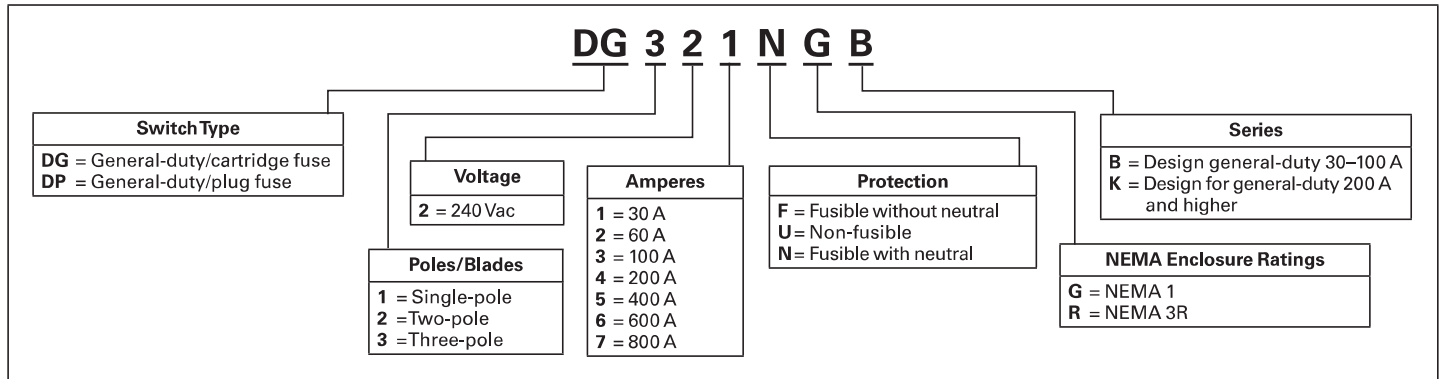 DG 3 2 1 N G B
Switch Type
DG = General-duty/cartridge fuse
DP = General-duty/plug fuse
Poles/Blades
1 = Single-pole
2 =Two-pole
3 =Three-pole
Voltage
2 = 240 Vac
Amperes
1 = 30 A
2 = 60 A
3 = 100 A
4 = 200 A
5 = 400 A
6 = 600 A
7 = 800 A
Protection
F = Fusible without neutral
U = Non-fusible
N = Fusible with neutral
NEMA Enclosure Ratings
G = NEMA 1
R = NEMA 3R
Series
B = Design general-duty 30–100 A
K = Design for general-duty 200 A
and higher